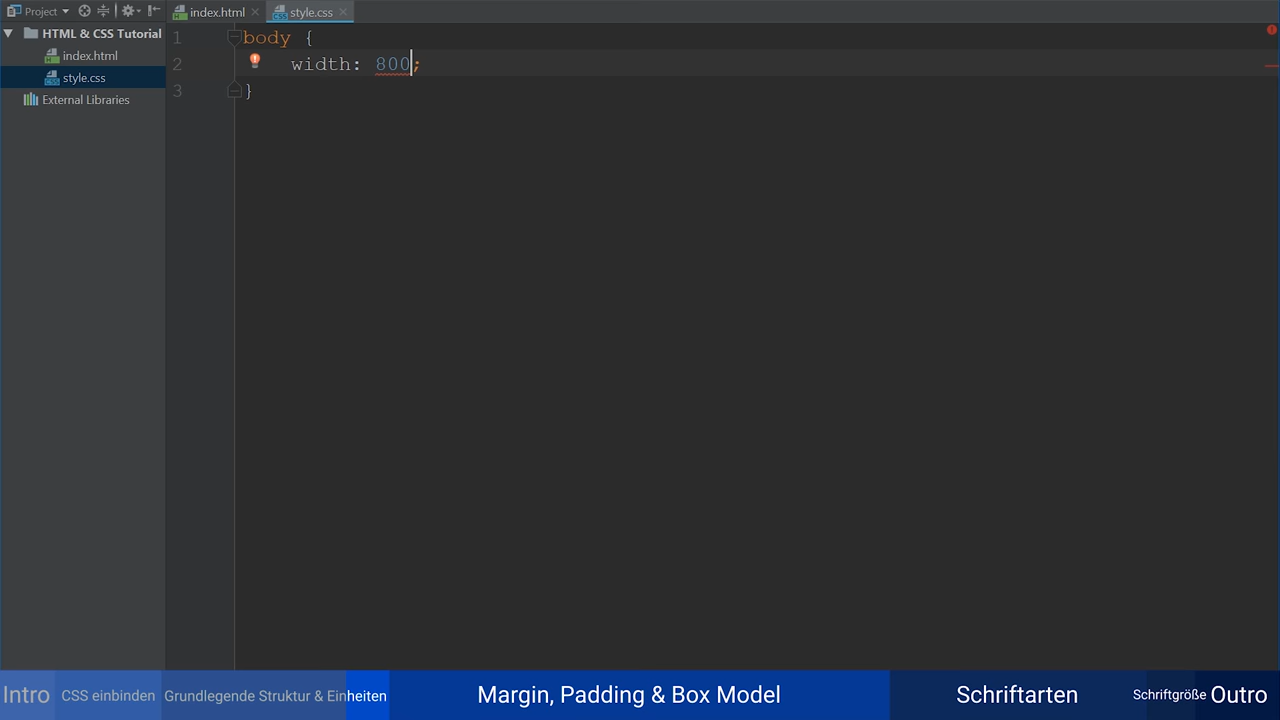 Project
index.html
style.css
HTML & CSS Tutorial
index.html
style.css
External Libraries
1 body {
2 width: 800;
3 }
Intro
CSS einbinden
Grundlegende Struktur & Einheiten
Margin, Padding & Box Model
Schriftarten
Schriftgröße
Outro